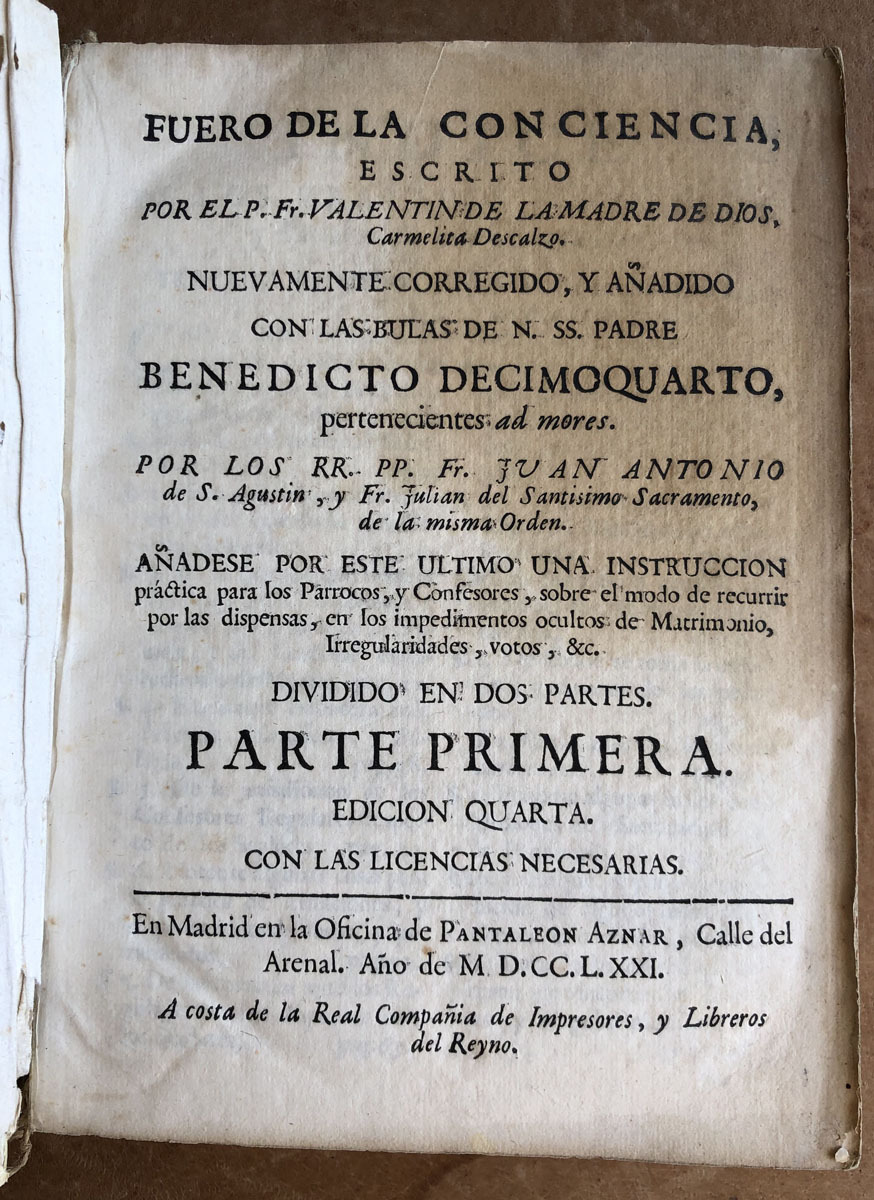 FUERO DE LA CONCIENCIA,
ESCRITO
POR EL P. Fr. VALENTIN DE LA MADRE DE DIOS,
Carmelita Descalzo.
NUEVAMENTE CORREGIDO, Y AÑADIDO
CON LAS BULAS DE N. SS. PADRE
BENEDICTO DECIMOQUARTO,
pertenecientes ad mores.
POR LOS RR. PP. Fr. JUAN ANTONIO
de S. Agustin, y Fr. Julian del Santisimo Sacramento,
de la misma Orden.
AÑADESE POR ESTE ULTIMO UNA INSTRUCCION
práctica para los Parrocos, y Confesores, sobre el modo de recurrir
por las dispensas, en los impedimentos ocultos de Matrimonio,
Irregularidades, votos, &c.
DIVIDIDO EN DOS PARTES.
PARTE PRIMERA.
EDICION QUARTA.
CON LAS LICENCIAS NECESARIAS.
En Madrid en la Oficina de PANTALEON AZNAR, Calle del
Arenal. Año de M D.CC.L.XXI.
A costa de la Real Compañia de Impresores, y Libreros
del Reyno.